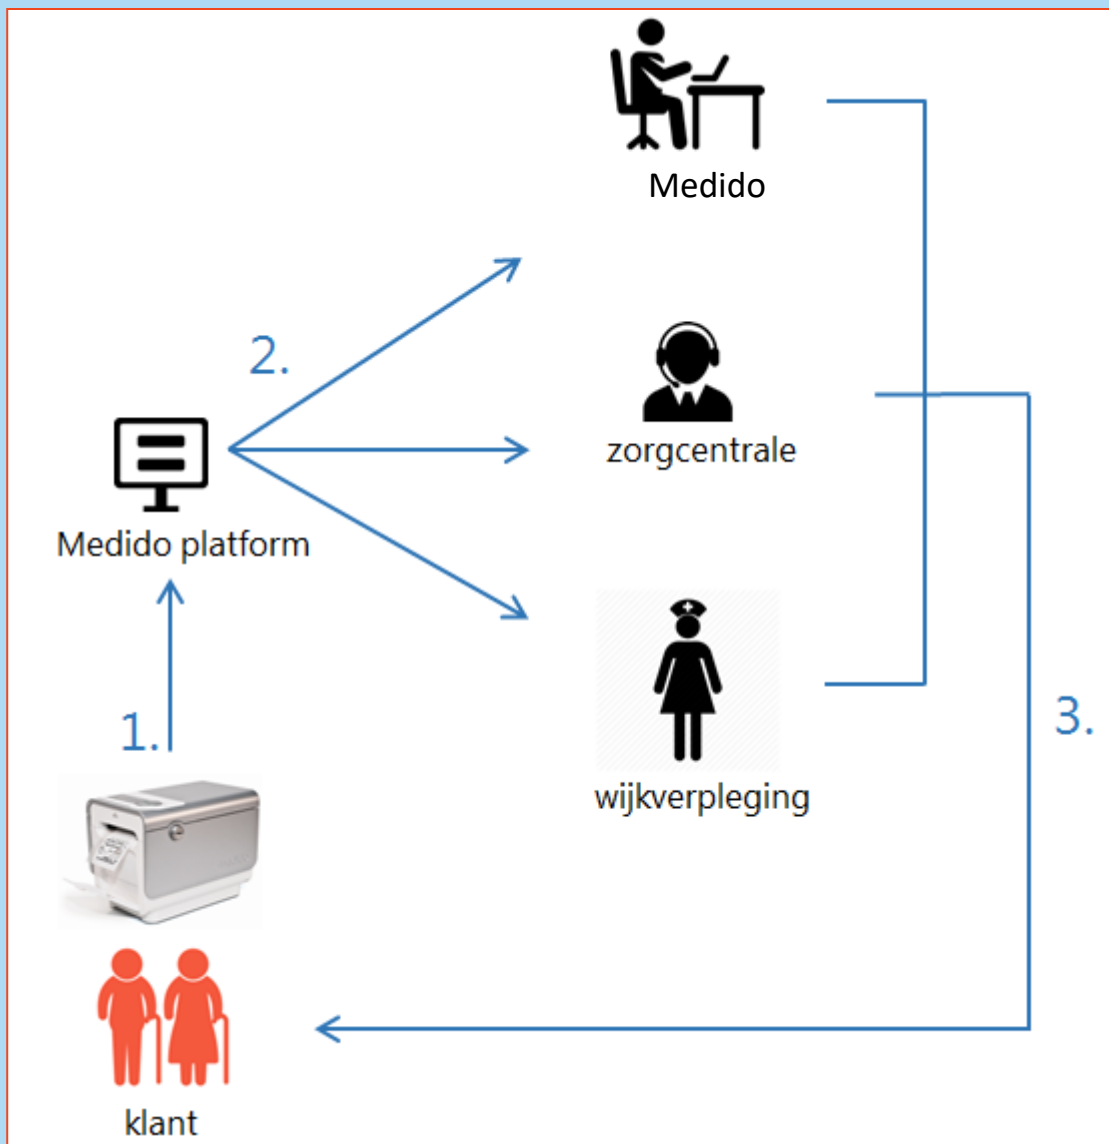 Medido
2.
zorgcentrale
Medido platform
1.
3.
wijkverpleging
klant